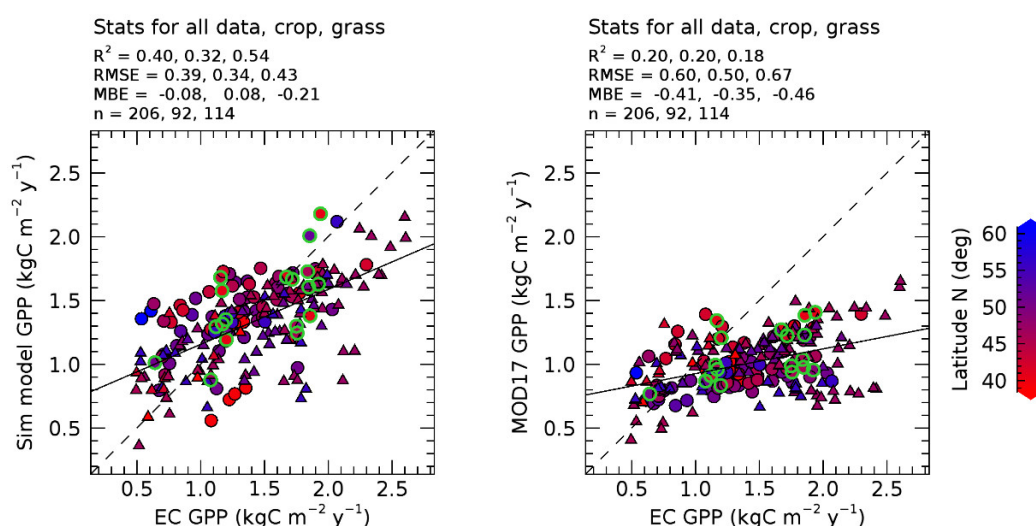 Stats for all data, crop, grass
R² = 0.40, 0.32, 0.54
RMSE = 0.39, 0.34, 0.43
MBE = -0.08, 0.08, -0.21
n = 206, 92, 114
Sim model GPP (kgC m⁻² y⁻¹)
2.5
2.0
1.5
1.0
0.5
0.5 1.0 1.5 2.0 2.5
EC GPP (kgC m⁻² y⁻¹)
Stats for all data, crop, grass
R² = 0.20, 0.20, 0.18
RMSE = 0.60, 0.50, 0.67
MBE = -0.41, -0.35, -0.46
n = 206, 92, 114
MOD17 GPP (kgC m⁻² y⁻¹)
2.5
2.0
1.5
1.0
0.5
0.5 1.0 1.5 2.0 2.5
EC GPP (kgC m⁻² y⁻¹)
Latitude N (deg)
60
55
50
45
40